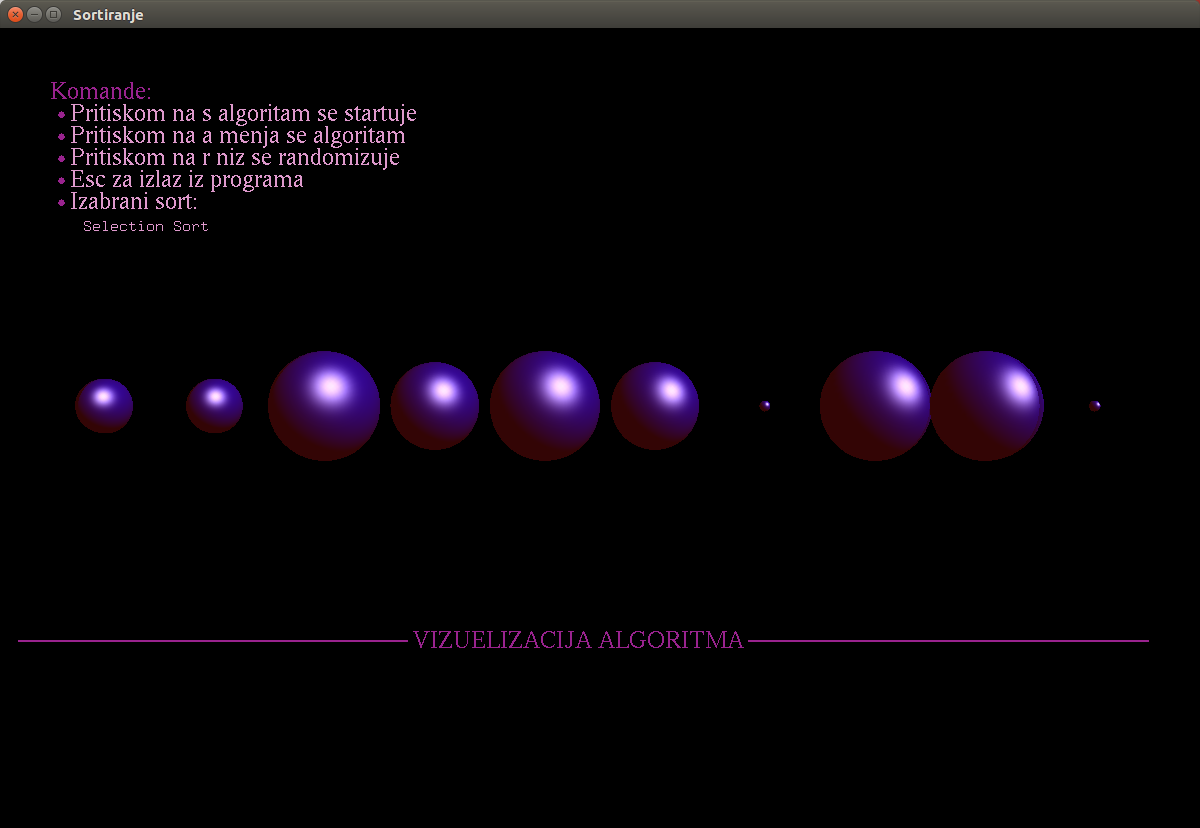 Sortiranje
Komande:
Pritiskom na s algoritam se startuje
Pritiskom na a menja se algoritam
Pritiskom na r niz se randomizuje
Esc za izlaz iz programa
Izabrani sort:
Selection Sort
VIZUELIZACIJA ALGORITMA